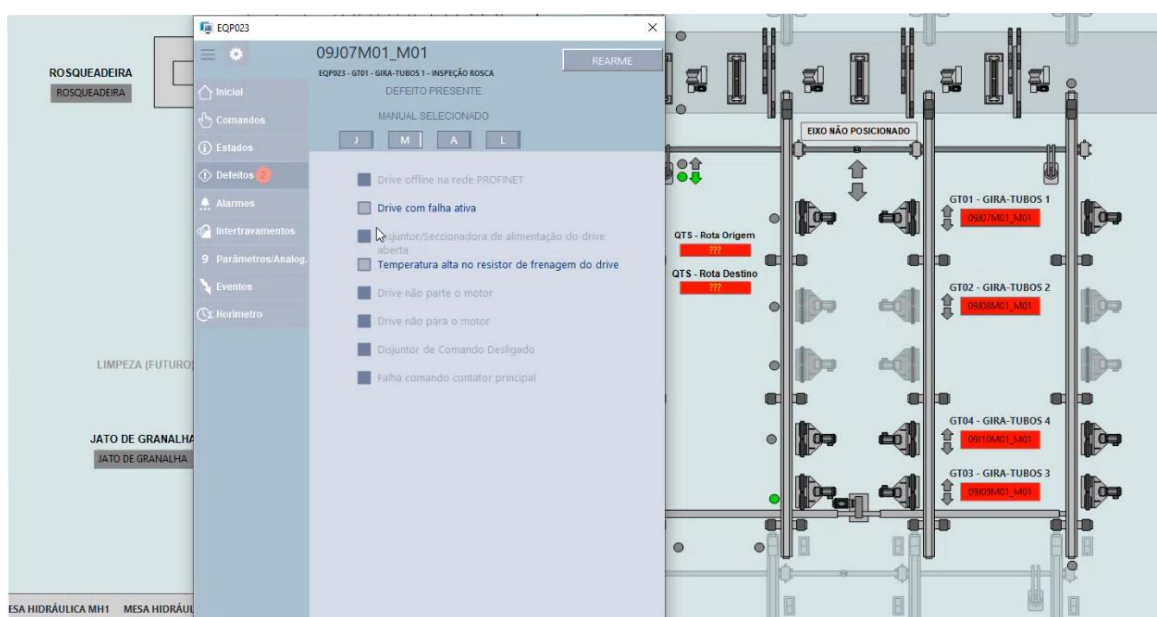 EQP023
09J07M01_M01
REARME
EQP023 - GT01 - GIRA-TUBOS 1 - INSPEÇÃO ROSCA
DEFEITO PRESENTE
MANUAL SELECIONADO
J M A L
Inicial
Comandos
Estados
Defeitos 2
Alarmes
Intertravamentos
9 Parâmetros/Analog.
Eventos
Horimetro
Drive offline na rede PROFINET
Drive com falha ativa
Disjuntor/Seccionadora de alimentação do drive
aberta
Temperatura alta no resistor de frenagem do drive
Drive não parte o motor
Drive não pára o motor
Disjuntor de Comando Desligado
Falha comando contator principal
ROSQUEADEIRA
ROSQUEADEIRA
LIMPEZA (FUTURO)
JATO DE GRANALHA
JATO DE GRANALHA
ESA HIDRÁULICA MH1 MESA HIDRÁUL
EIXO NÃO POSICIONADO
QTS - Rota Origem
???
QTS - Rota Destino
???
GT01 - GIRA-TUBOS 1
09J07M01_M01
GT02 - GIRA-TUBOS 2
09J08M01_M01
GT04 - GIRA-TUBOS 4
09J10M01_M01
GT03 - GIRA-TUBOS 3
09J09M01_M01